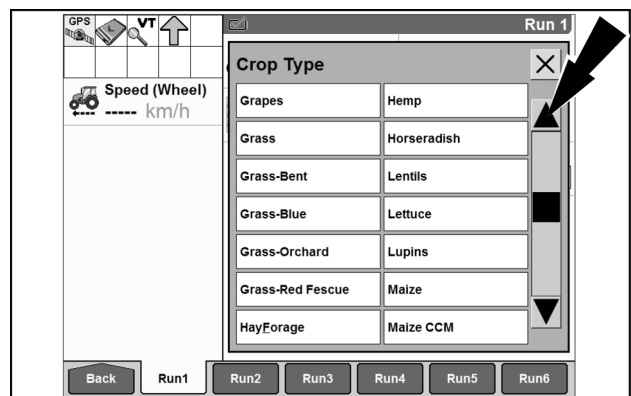 GPS VT Run 1
Crop Type
Speed (Wheel)
----- km/h
Grapes Hemp
Grass Horseradish
Grass-Bent Lentils
Grass-Blue Lettuce
Grass-Orchard Lupins
Grass-Red Fescue Maize
HayForage Maize CCM
Back Run1 Run2 Run3 Run4 Run5 Run6